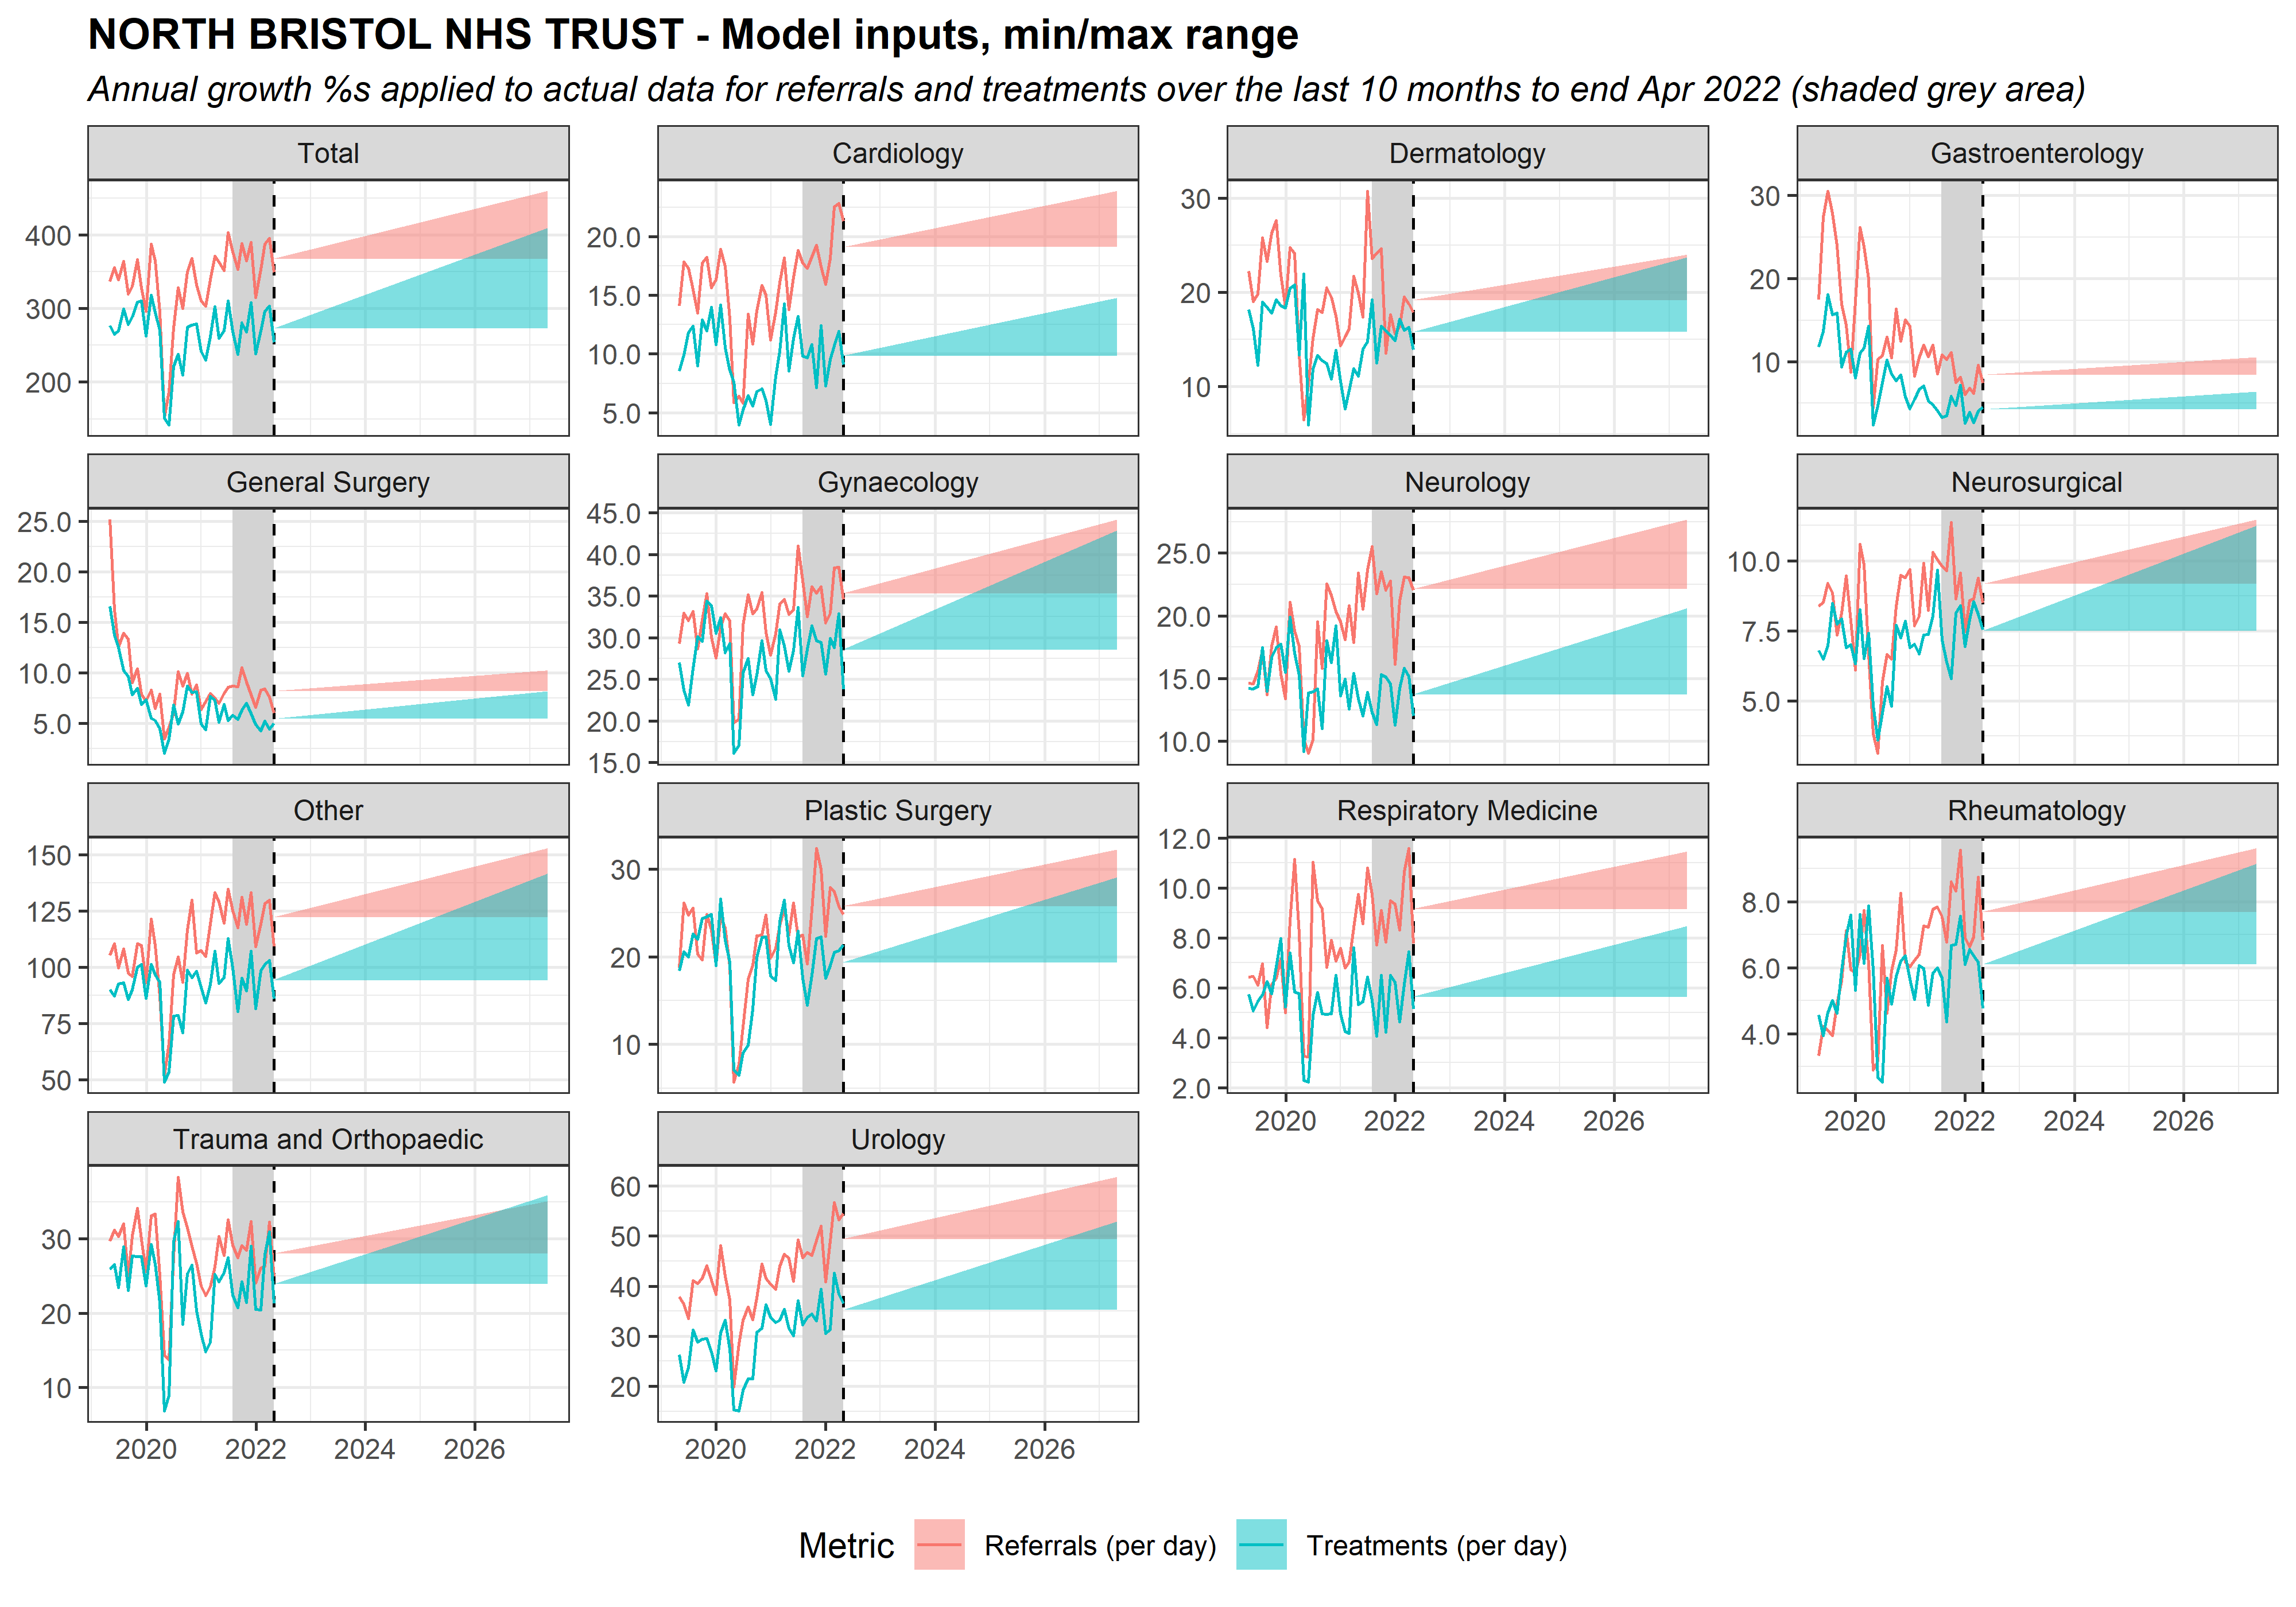 NORTH BRISTOL NHS TRUST - Model inputs, min/max range
Annual growth %s applied to actual data for referrals and treatments over the last 10 months to end Apr 2022 (shaded grey area)
Total
Cardiology
Dermatology
Gastroenterology
400
300
200
20.0
15.0
10.0
5.0
30
20
10
30
20
10
General Surgery
Gynaecology
Neurology
Neurosurgical
25.0
20.0
15.0
10.0
5.0
45.0
40.0
35.0
30.0
25.0
20.0
15.0
25.0
20.0
15.0
10.0
10.0
7.5
5.0
Other
Plastic Surgery
Respiratory Medicine
Rheumatology
150
125
100
75
50
30
20
10
12.0
10.0
8.0
6.0
4.0
2.0
8.0
6.0
4.0
2020 2022 2024 2026
2020 2022 2024 2026
Trauma and Orthopaedic
Urology
30
20
10
60
50
40
30
20
2020 2022 2024 2026
2020 2022 2024 2026
Metric Referrals (per day) Treatments (per day)